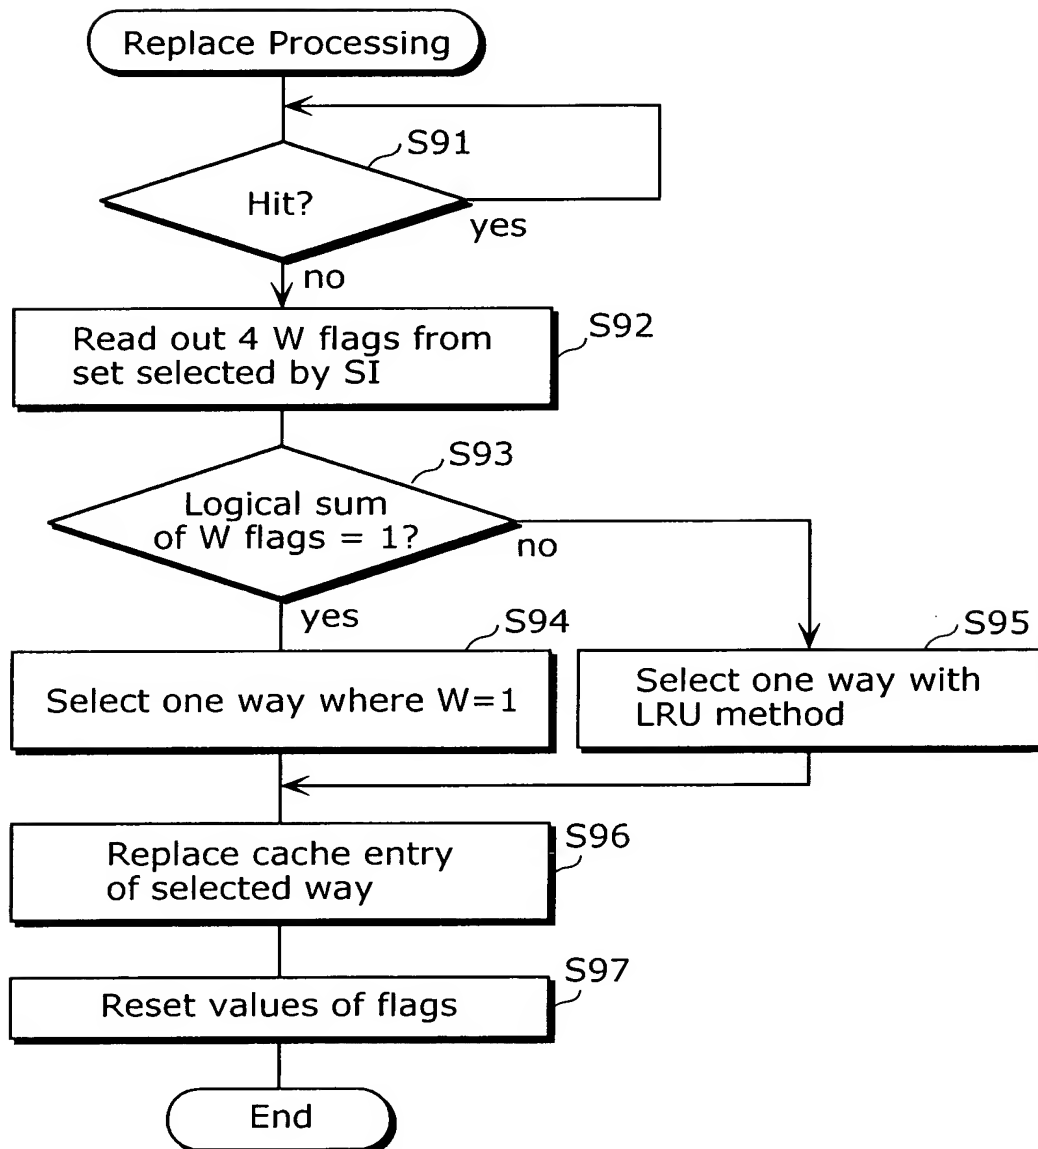 Replace Processing
S91
Hit?
yes
no
Read out 4 W flags from
set selected by SI
S92
S93
Logical sum
of W flags = 1?
no
yes
S94
Select one way where W=1
S95
Select one way with
LRU method
Replace cache entry
of selected way
S96
S97
Reset values of flags
End